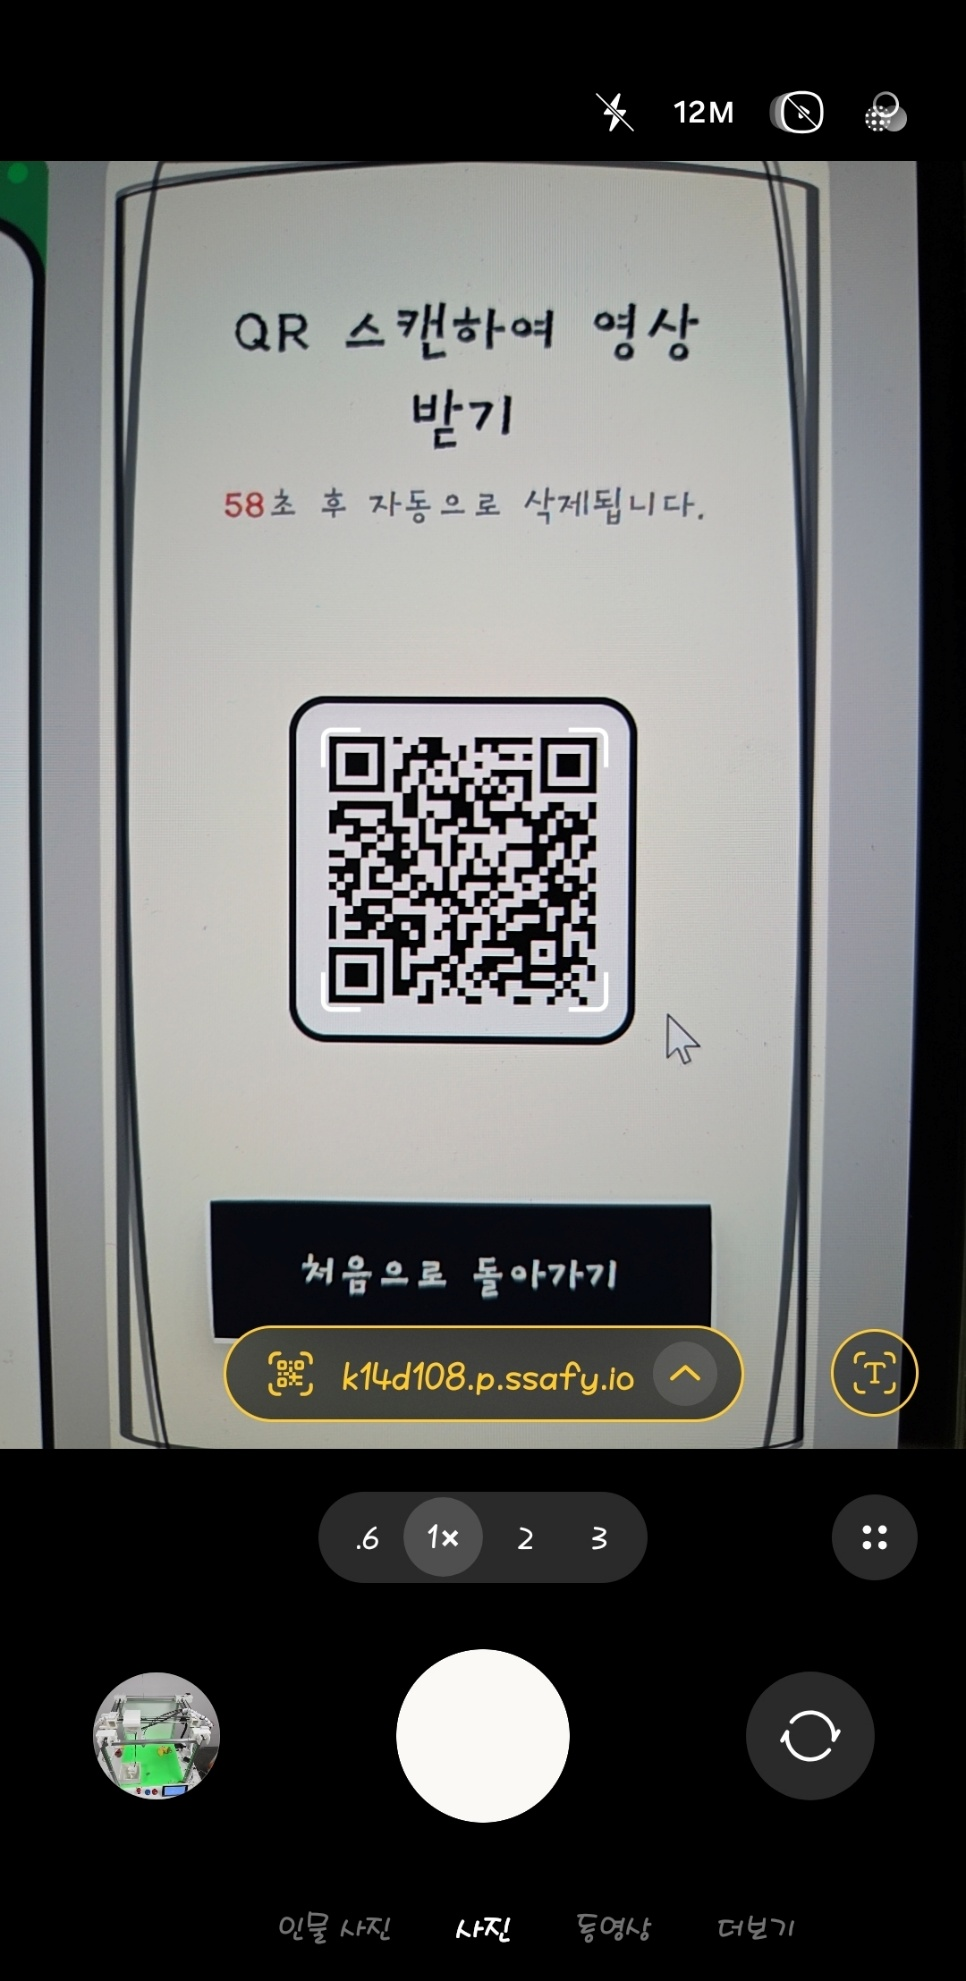 12M
QR 스캔하여 영상
받기
58초 후 자동으로 삭제됩니다.
처음으로 돌아가기
k14d108.p.ssafy.io
T
.6 1x 2 3
인물 사진 사진 동영상 더보기